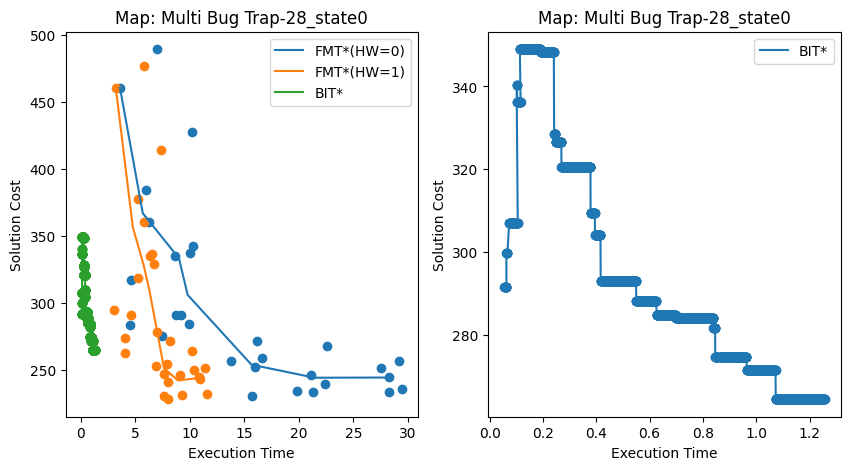 Map: Multi Bug Trap-28_state0
500
450
400
350
300
250
0
5
10
15
20
25
30
Solution Cost
Execution Time
FMT*(HW=0)
FMT*(HW=1)
BIT*
Map: Multi Bug Trap-28_state0
340
320
300
280
0.0
0.2
0.4
0.6
0.8
1.0
1.2
Solution Cost
Execution Time
BIT*